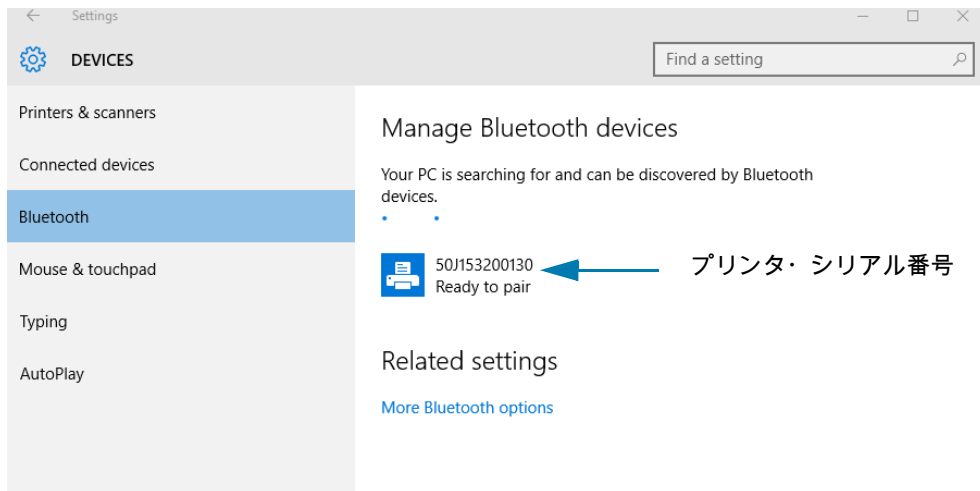 Settings
DEVICES
Find a setting
Printers & scanners
Connected devices
Bluetooth
Mouse & touchpad
Typing
AutoPlay
Manage Bluetooth devices
Your PC is searching for and can be discovered by Bluetooth
devices.
50J153200130
プリンタ・シリアル番号
Ready to pair
Related settings
More Bluetooth options